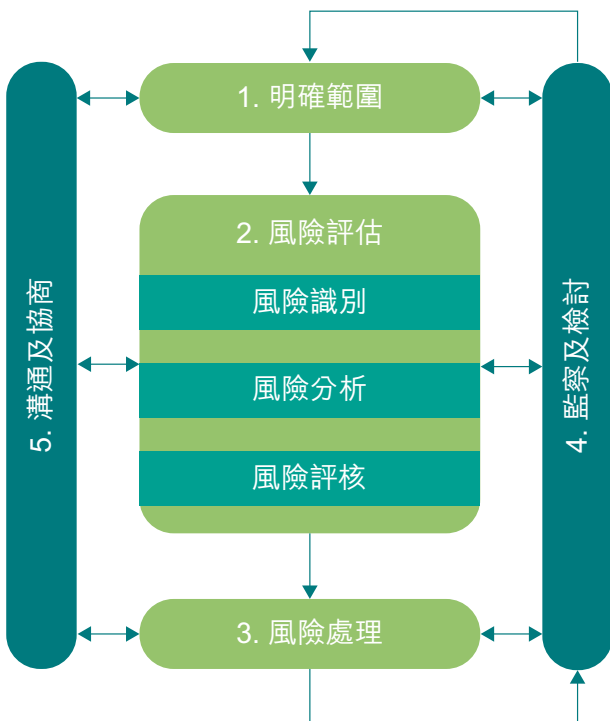 1. 明確範圍
2. 風險評估
風險識別
風險分析
風險評核
3. 風險處理
4. 監察及檢討
5. 溝通及協商